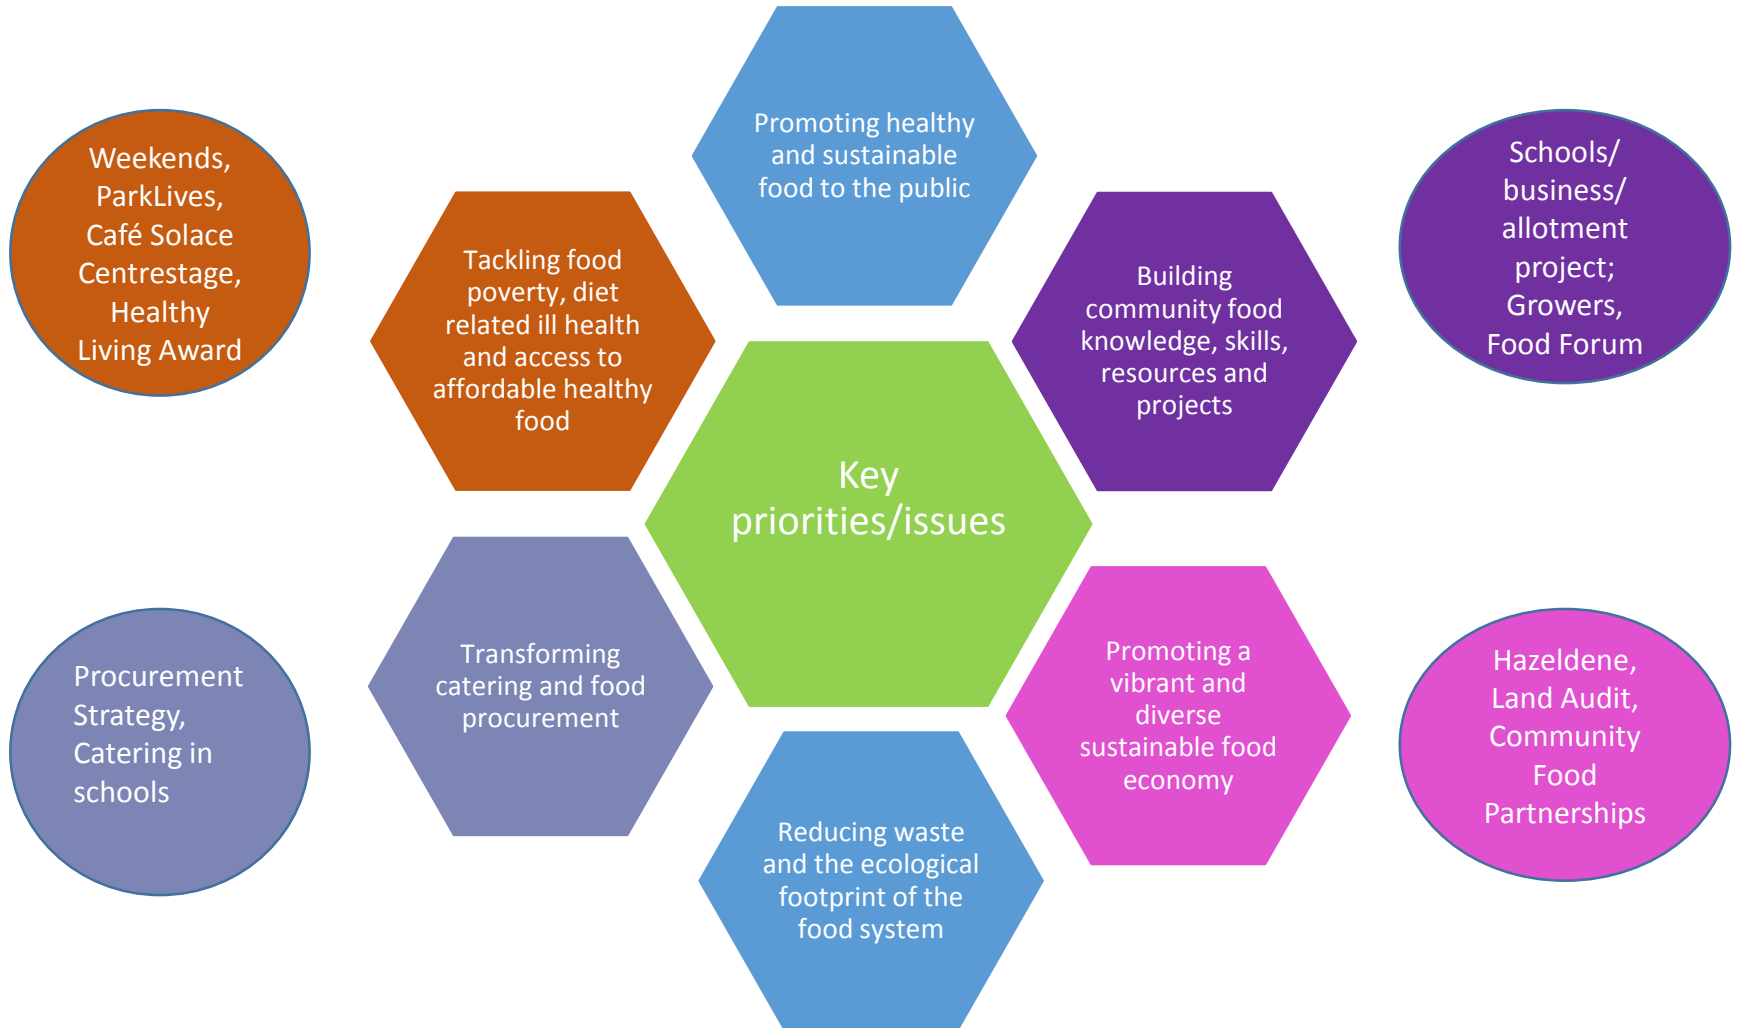 Promoting healthy
and sustainable
food to the public
Weekends,
ParkLives,
Café Solace
Centrestage,
Healthy
Living Award
Tackling food
poverty, diet
related ill health
and access to
affordable healthy
food
Building
community food
knowledge, skills,
resources and
projects
Schools/
business/
allotment
project;
Growers,
Food Forum
Key
priorities/issues
Procurement
Strategy,
Catering in
schools
Transforming
catering and food
procurement
Promoting a
vibrant and
diverse
sustainable food
economy
Hazeldene,
Land Audit,
Community
Food
Partnerships
Reducing waste
and the ecological
footprint of the
food system